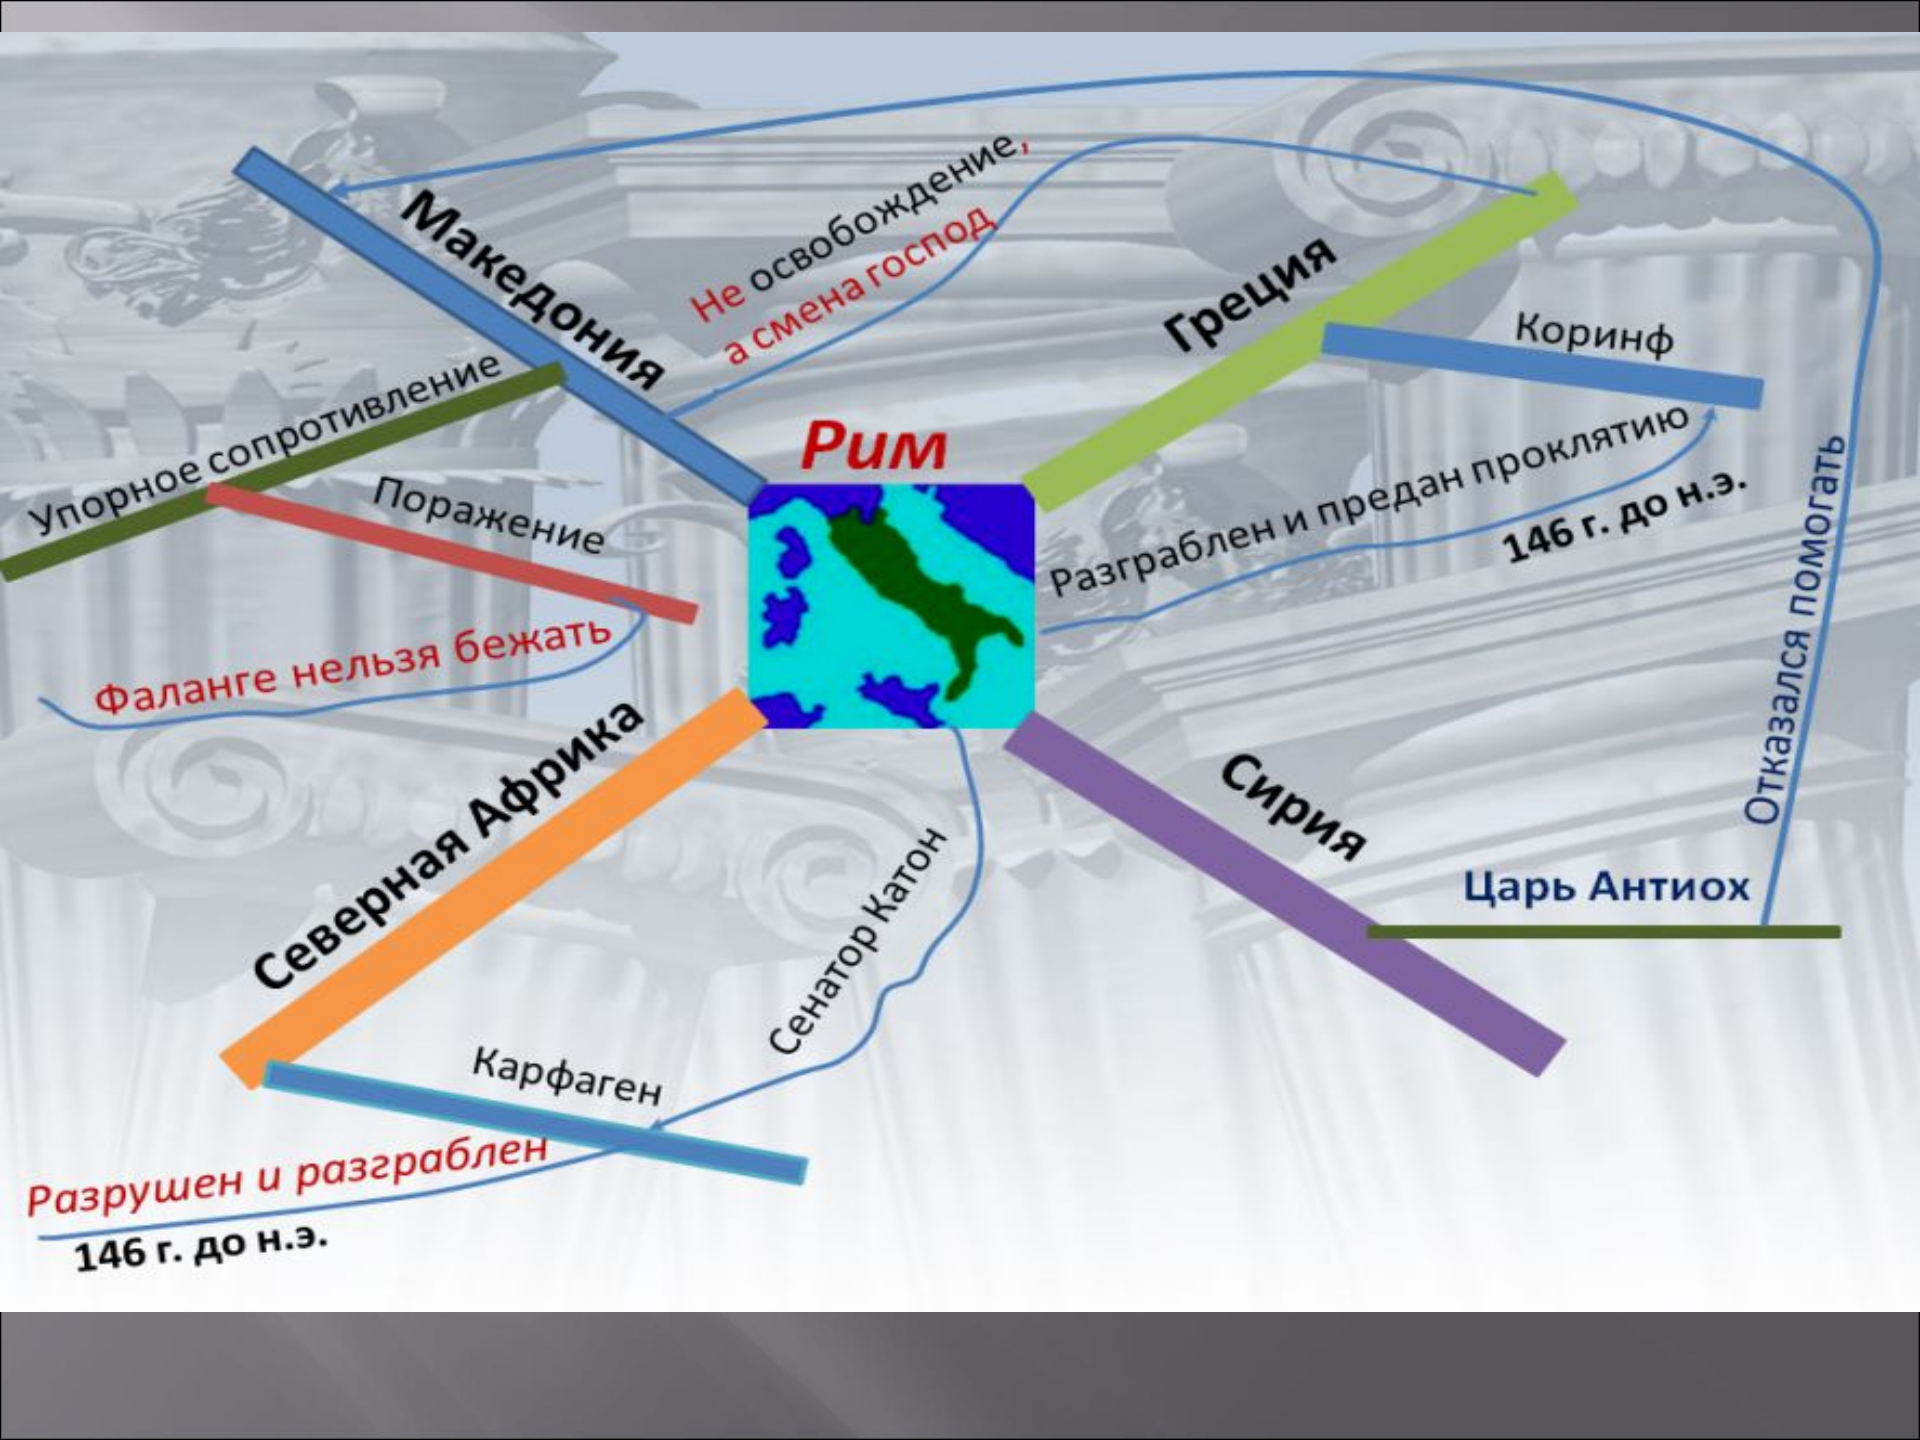 Македония
Не освобождение,
а смена господ
Греция
Коринф
Упорное сопротивление
Поражение
Фаланге нельзя бежать
Рим
Разграблен и предан проклятию
146 г. до н.э.
Отказался помогать
Северная Африка
Сирия
Царь Антиох
Сенатор Катон
Карфаген
Разрушен и разграблен
146 г. до н.э.